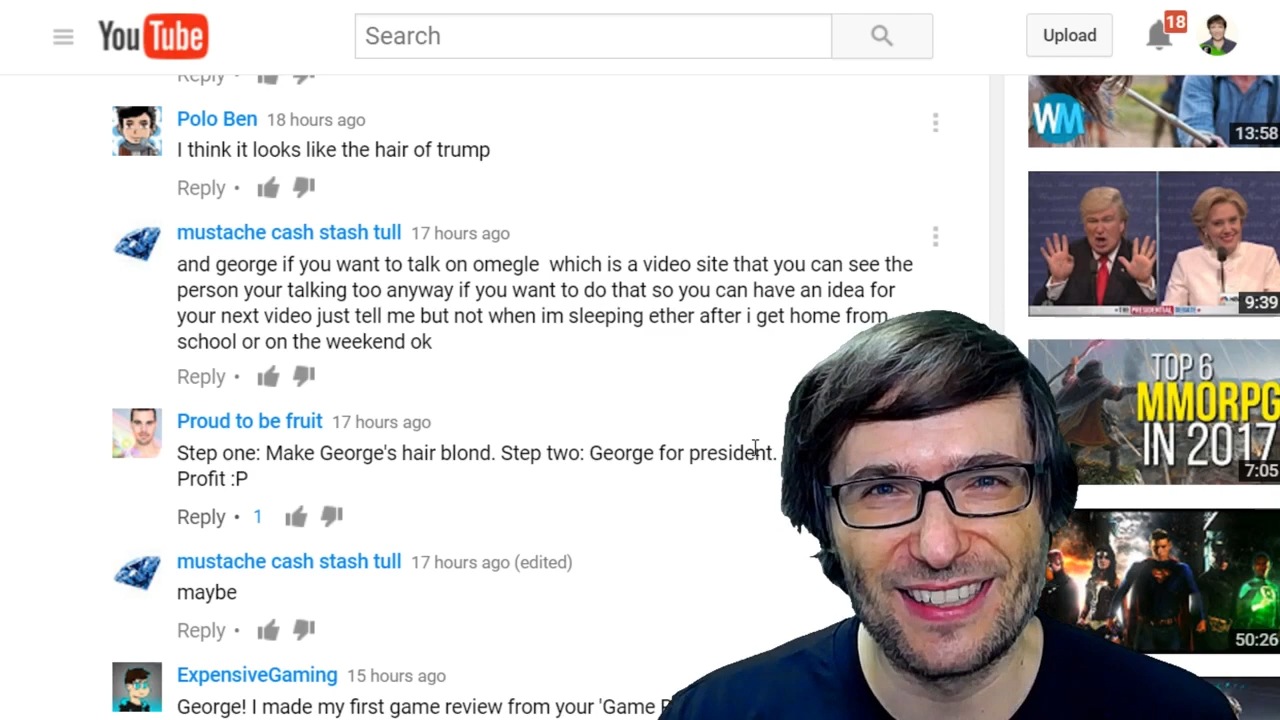 YouTube
Search
Upload
18
Reply
Polo Ben 18 hours ago
I think it looks like the hair of trump
Reply •
mustache cash stash tull 17 hours ago
and george if you want to talk on omegle which is a video site that you can see the
person your talking too anyway if you want to do that so you can have an idea for
your next video just tell me but not when im sleeping ether after i get home from
school or on the weekend ok
Reply •
Proud to be fruit 17 hours ago
Step one: Make George's hair blond. Step two: George for president.
Profit :P
Reply • 1
mustache cash stash tull 17 hours ago (edited)
maybe
Reply •
ExpensiveGaming 15 hours ago
George! I made my first game review from your 'Game
WM
13:58
THE PRESIDENTIAL DEBATE
9:39
TOP 6
MMORPG
IN 2017
7:05
50:26